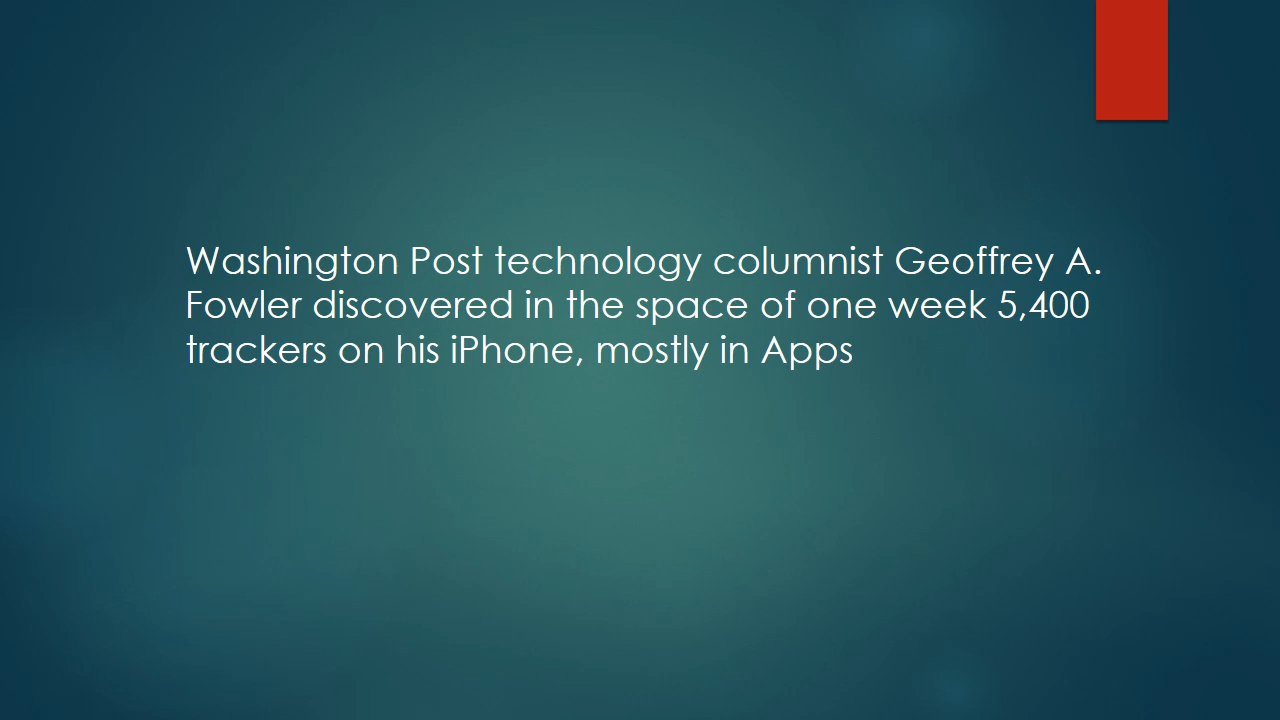 Washington Post technology columnist Geoffrey A.
Fowler discovered in the space of one week 5,400
trackers on his iPhone, mostly in Apps